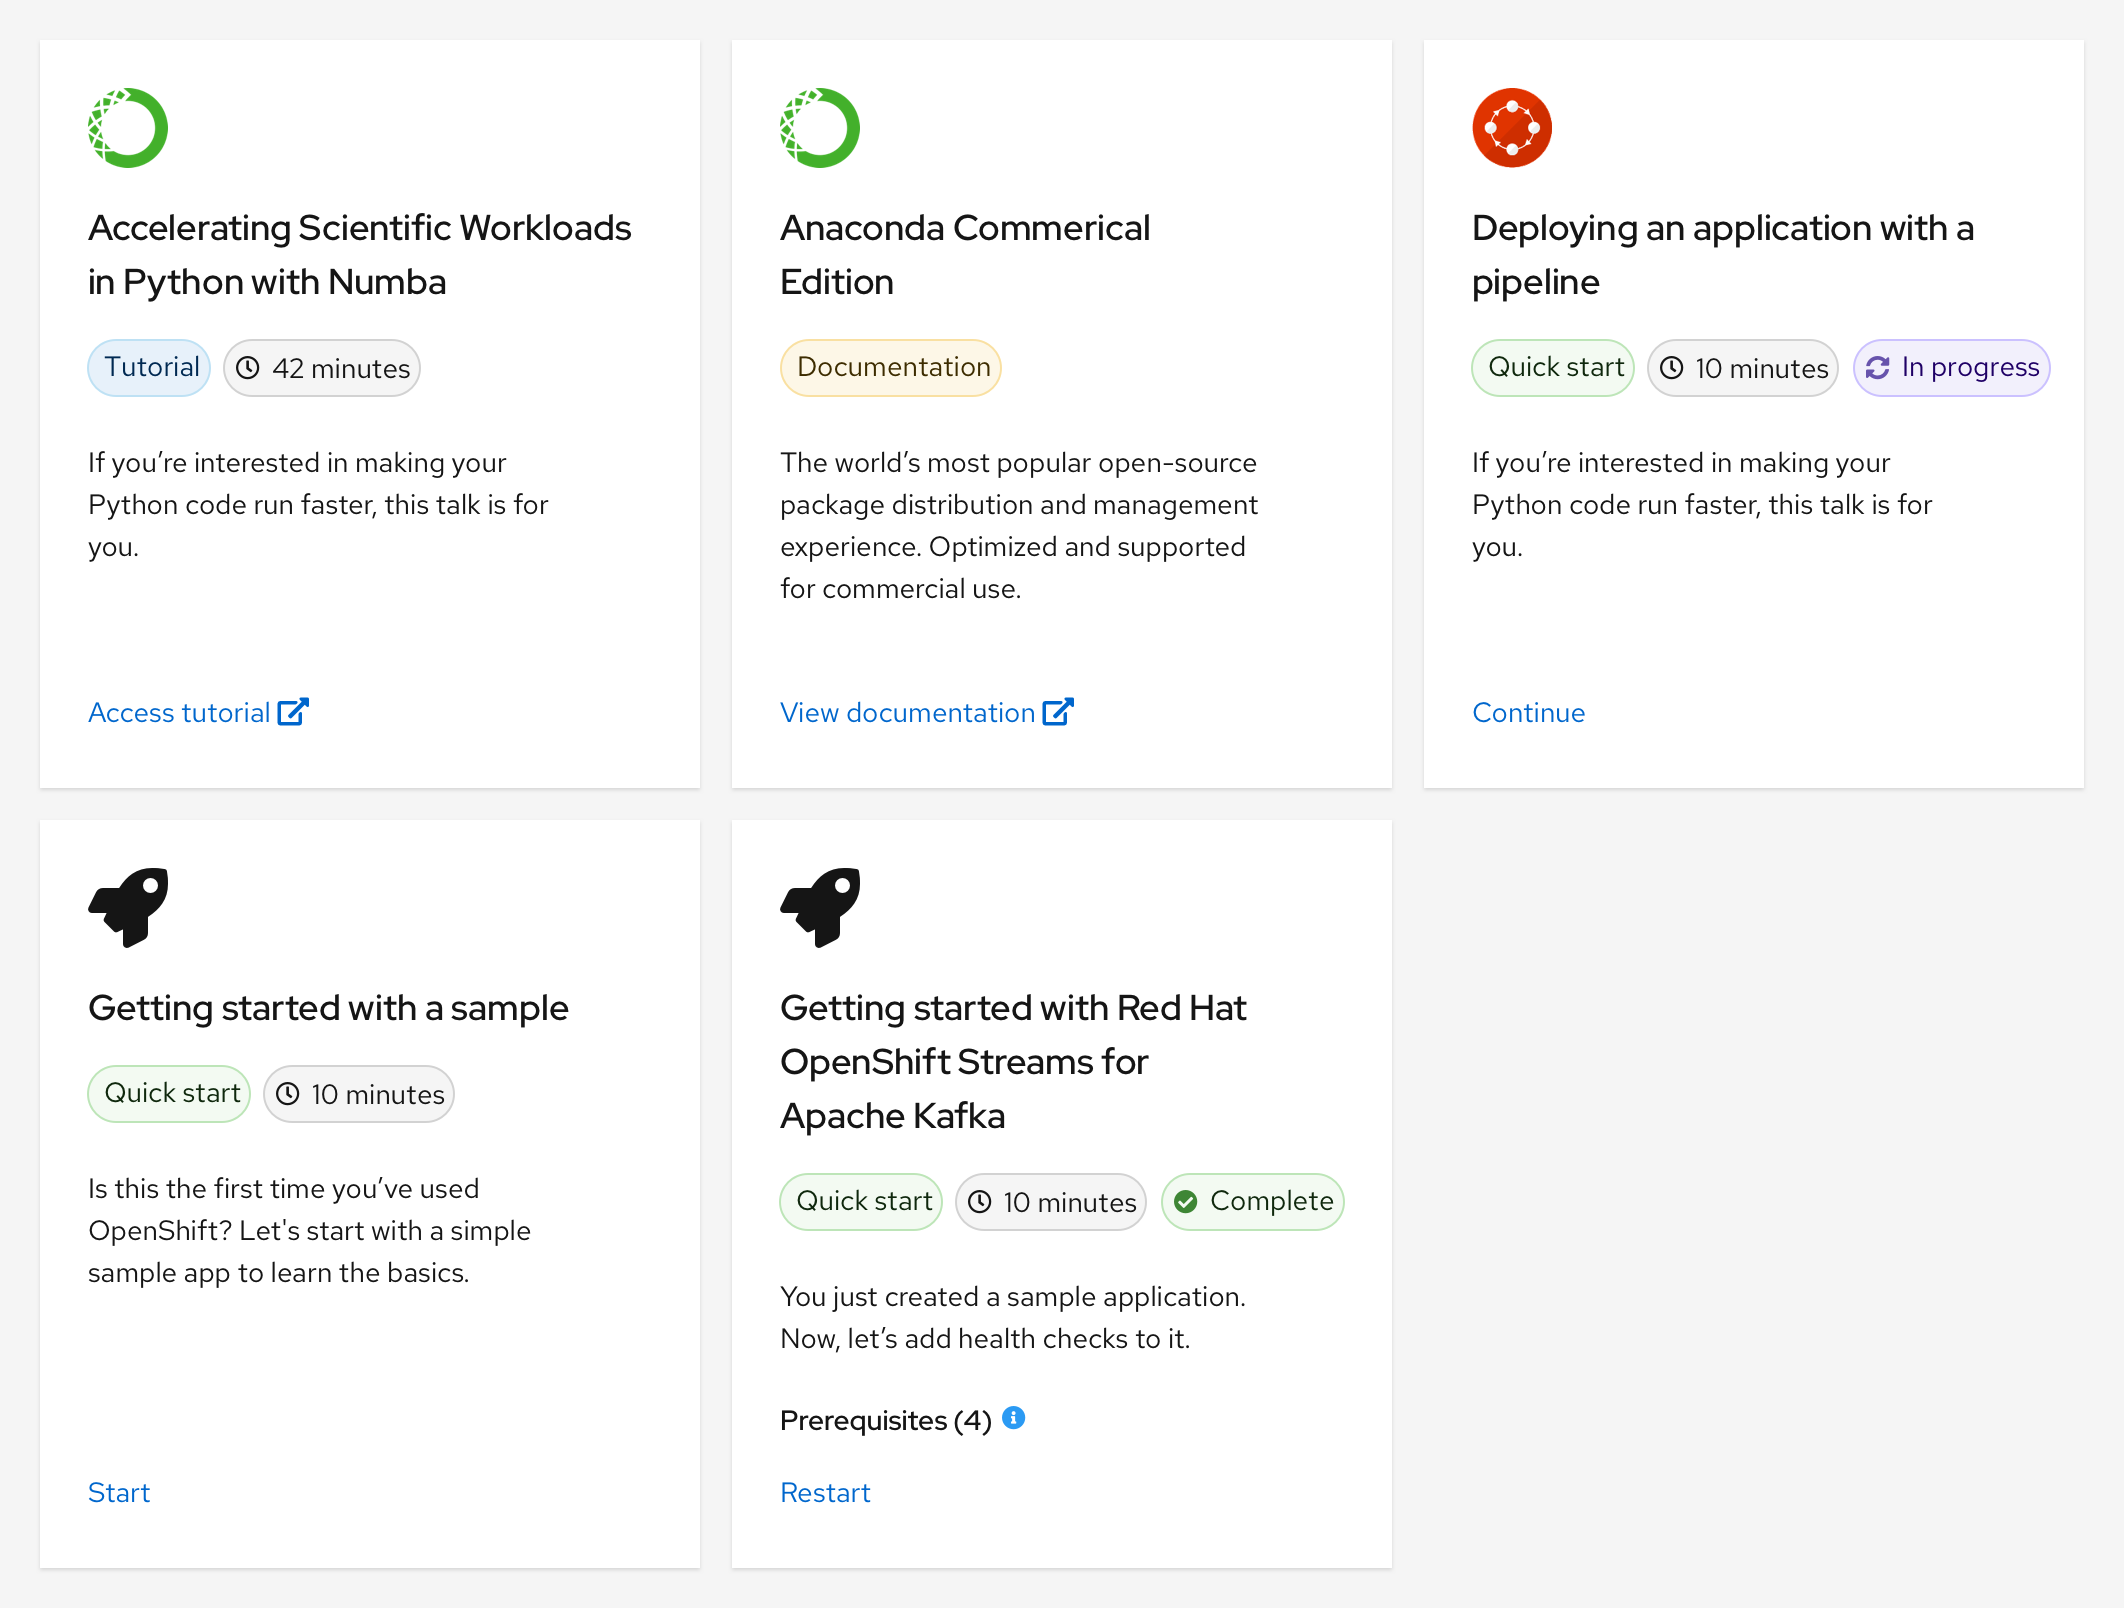 Accelerating Scientific Workloads
in Python with Numba
Tutorial
42 minutes
If you’re interested in making your
Python code run faster, this talk is for
you.
Access tutorial
Anaconda Commerical
Edition
Documentation
The world’s most popular open-source
package distribution and management
experience. Optimized and supported
for commercial use.
View documentation
Deploying an application with a
pipeline
Quick start
10 minutes
In progress
If you’re interested in making your
Python code run faster, this talk is for
you.
Continue
Getting started with a sample
Quick start
10 minutes
Is this the first time you’ve used
OpenShift? Let's start with a simple
sample app to learn the basics.
Start
Getting started with Red Hat
OpenShift Streams for
Apache Kafka
Quick start
10 minutes
Complete
You just created a sample application.
Now, let’s add health checks to it.
Prerequisites (4)
Restart